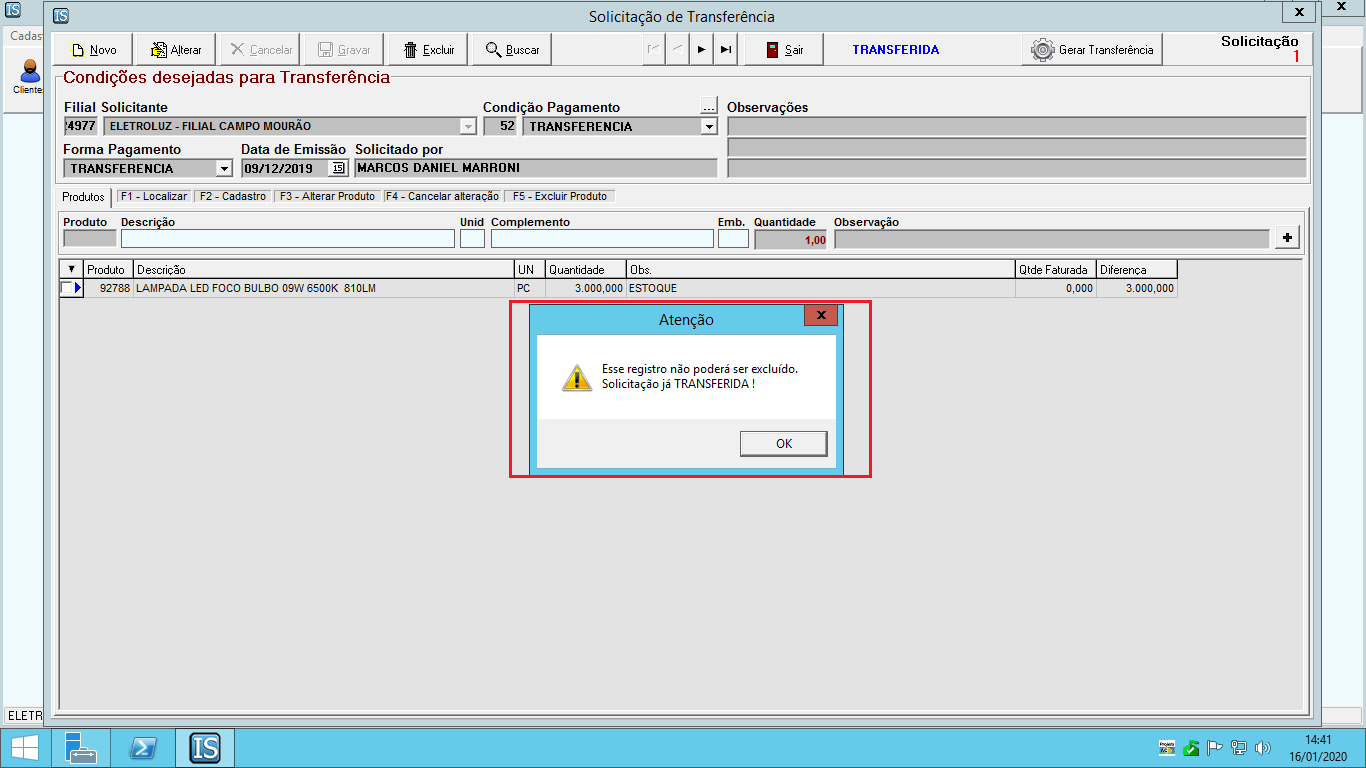 IS
IS
Solicitação de Transferência
x
x
Cadas
Cliente
Novo
Alterar
Cancelar
Gravar
Excluir
Buscar
Sair
TRANSFERIDA
Gerar Transferência
Solicitação
1
Condições desejadas para Transferência
Filial Solicitante
Condição Pagamento
...
Observações
24977
ELETROLUZ - FILIAL CAMPO MOURÃO
52
TRANSFERENCIA
Forma Pagamento
Data de Emissão
Solicitado por
TRANSFERENCIA
09/12/2019
15
MARCOS DANIEL MARRONI
Produtos
F1 - Localizar
F2 - Cadastro
F3 - Alterar Produto
F4 - Cancelar alteração
F5 - Excluir Produto
Produto
Descrição
Unid
Complemento
Emb.
Quantidade
Observação
1,00
+
Produto
Descrição
UN
Quantidade
Obs.
Qtde Faturada
Diferença
92788
LAMPADA LED FOCO BULBO 09W 6500K  810LM
PC
3.000,000
ESTOQUE
0,000
3.000,000
Atenção
x
Esse registro não poderá ser excluído.
Solicitação já TRANSFERIDA !
OK
ELETR
IS
14:41
16/01/2020